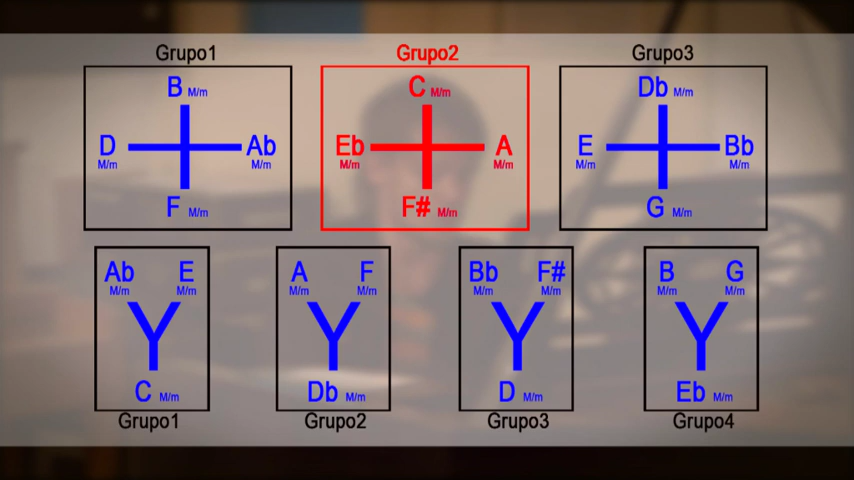 Grupo1 Grupo2 Grupo3
B M/m C M/m Db M/m
D M/m Ab M/m Eb M/m A M/m E M/m Bb M/m
F M/m F# M/m G M/m
Ab M/m E M/m A M/m F M/m Bb M/m F# M/m B M/m G M/m
C M/m Db M/m D M/m Eb M/m
Grupo1 Grupo2 Grupo3 Grupo4